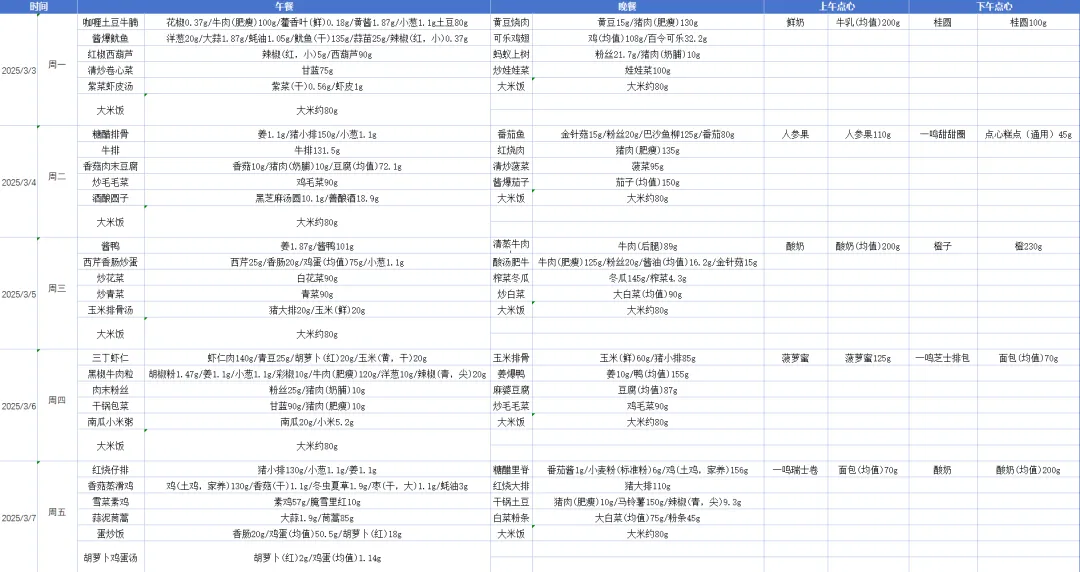 时间 午餐 晚餐 上午点心 下午点心
2025/3/3 周一
咖喱土豆牛腩 花椒0.37g/牛肉(肥瘦)100g/藿香叶(鲜)0.18g/黄酱1.87g/小葱1.1g土豆80g 黄豆烧肉 黄豆15g/猪肉(肥瘦)130g 鲜奶 牛乳(均值)200g 桂圆 桂圆100g
酱爆鱿鱼 洋葱20g/大蒜1.87g/蚝油1.05g/鱿鱼(干)135g/蒜苗25g/辣椒(红，小)0.37g 可乐鸡翅 鸡(均值)108g/百令可乐32.2g
红椒西葫芦 辣椒(红，小)5g/西葫芦90g 蚂蚁上树 粉丝21.7g/猪肉(奶脯)10g
清炒卷心菜 甘蓝75g 炒娃娃菜 娃娃菜100g
紫菜虾皮汤 紫菜(干)0.56g/虾皮1g 大米饭 大米约80g
大米饭 大米约80g
2025/3/4 周二
糖醋排骨 姜1.1g/猪小排150g/小葱1.1g 番茄鱼 金针菇15g/粉丝20g/巴沙鱼柳125g/番茄80g 人参果 人参果110g 一鸣甜甜圈 点心糕点（通用）45g
牛排 牛排131.5g 红烧肉 猪肉(肥瘦)135g
香菇肉末豆腐 香菇10g/猪肉(奶脯)10g/豆腐(均值)72.1g 清炒菠菜 菠菜95g
炒毛毛菜 鸡毛菜90g 酱爆茄子 茄子(均值)150g
酒酿圆子 黑芝麻汤圆10.1g/醪酿酒18.9g 大米饭 大米约80g
大米饭 大米约80g
2025/3/5 周三
酱鸭 姜1.87g/酱鸭101g 清蒸牛肉 牛肉(后腿)89g 酸奶 酸奶(均值)200g 橙子 橙230g
西芹香肠炒蛋 西芹25g/香肠20g/鸡蛋(均值)75g/小葱1.1g 酸汤肥牛 牛肉(肥瘦)125g/粉丝20g/酱油(均值)16.2g/金针菇15g
炒花菜 白花菜90g 榨菜冬瓜 冬瓜145g/榨菜4.3g
炒青菜 青菜90g 炒白菜 大白菜(均值)90g
玉米排骨汤 猪大排20g/玉米(鲜)20g 大米饭 大米约80g
大米饭 大米约80g
2025/3/6 周四
三丁虾仁 虾仁肉140g/青豆25g/胡萝卜(红)20g/玉米(黄，干)20g 玉米排骨 玉米(鲜)60g/猪小排85g 菠萝蜜 菠萝蜜125g 一鸣芝士排包 面包(均值)70g
黑椒牛肉粒 胡椒粉1.47g/姜1.1g/小葱1.1g/彩椒10g/牛肉(肥瘦)120g/洋葱10g/辣椒(青，尖)20g 姜爆鸭 姜10g/鸭(均值)155g
肉末粉丝 粉丝25g/猪肉(奶脯)10g 麻婆豆腐 豆腐(均值)87g
干锅包菜 甘蓝90g/猪肉(肥瘦)10g 炒毛毛菜 鸡毛菜90g
南瓜小米粥 南瓜20g/小米5.2g 大米饭 大米约80g
大米饭 大米约80g
2025/3/7 周五
红烧仔排 猪小排130g/小葱1.1g/姜1.1g 糖醋里脊 番茄酱1g/小麦粉(标准粉)6g/鸡(土鸡，家养)156g 一鸣瑞士卷 面包(均值)70g 酸奶 酸奶(均值)200g
香菇蒸滑鸡 鸡(土鸡，家养)130g/香菇(干)1.1g/冬虫夏草1.9g/枣(干，大)1.1g/蚝油3g 红烧大排 猪大排110g
雪菜素鸡 素鸡57g/腌雪里红10g 干锅土豆 猪肉(肥瘦)10g/马铃薯150g/辣椒(青，尖)9.3g
蒜泥茼蒿 大蒜1.9g/茼蒿85g 白菜粉条 大白菜(均值)75g/粉条45g
蛋炒饭 香肠20g/鸡蛋(均值)50.5g/胡萝卜(红)18g 大米饭 大米约80g
胡萝卜鸡蛋汤 胡萝卜(红)2g/鸡蛋(均值)1.14g